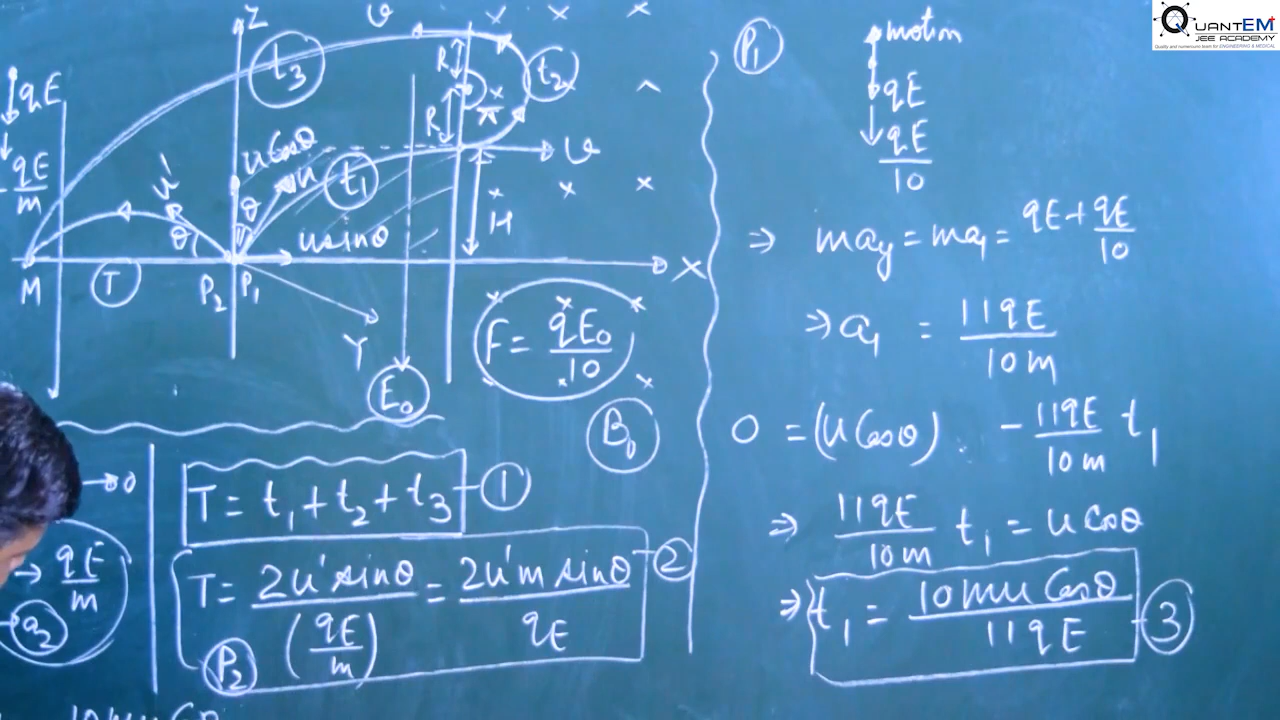 QUANTEM
JEE ACADEMY
Quality and numerouno team for ENGINEERING & MEDICAL
Z
v
t3
R
t2
qE
qE
m
u cosθ
u
t1
R
v
u'
θ
θ
u sinθ
H
X
M
T
P2 P1
Y
E0
F = qE0
10
B0
→0
T = t1 + t2 + t3 ①
→ qE
m
a2
T = 2u' sinθ = 2u'm sinθ ②
(qE/m) qE
P2
P1
motion
qE
qE
10
⇒ may = ma1 = qE + qE
10
⇒ a1 = 11qE
10m
0 = (u cosθ) - 11qE t1
10m
⇒ 11qE t1 = u cosθ
10m
⇒ t1 = 10mu cosθ ③
11qE